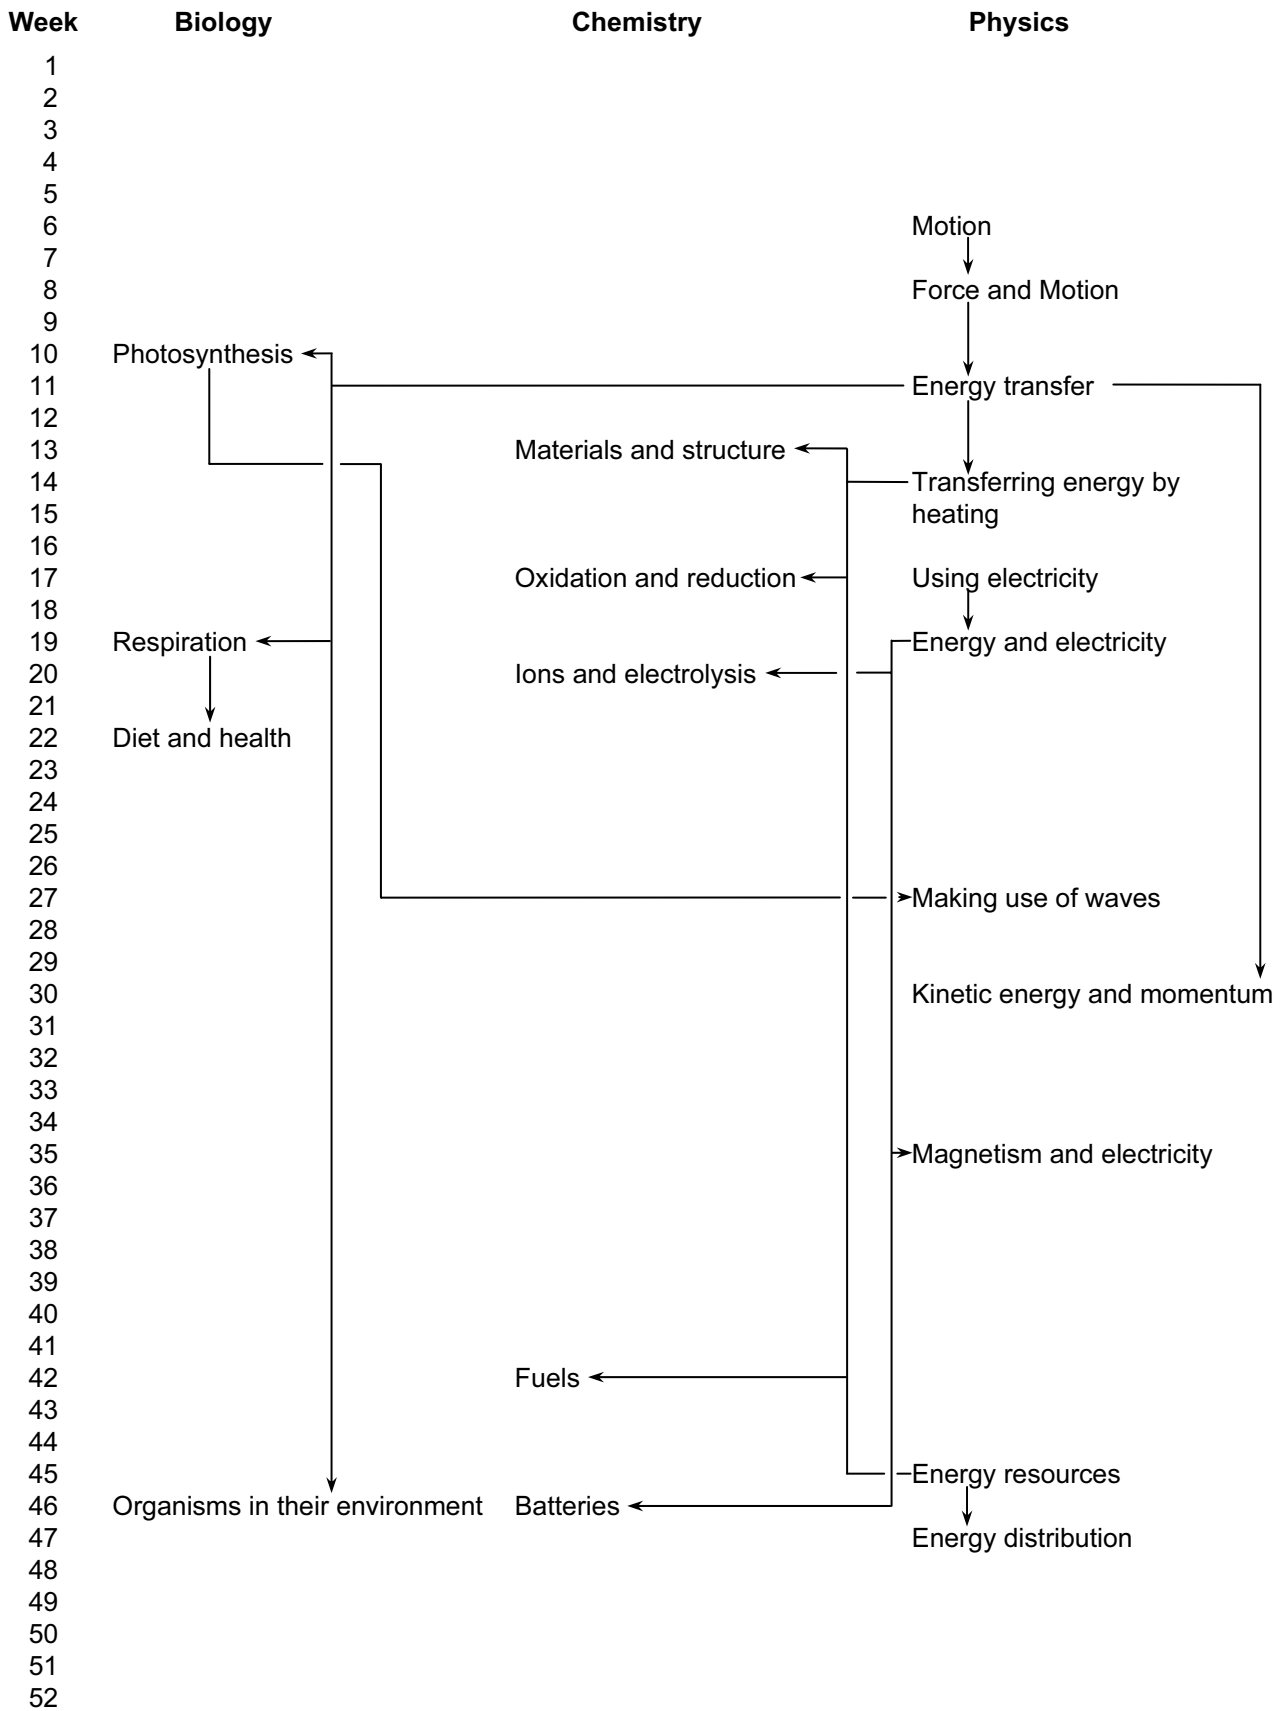 Week Biology Chemistry Physics
1
2
3
4
5
6 Motion
7
8 Force and Motion
9
10 Photosynthesis
11 Energy transfer
12
13 Materials and structure
14 Transferring energy by
15 heating
16
17 Oxidation and reduction Using electricity
18
19 Respiration Energy and electricity
20 Ions and electrolysis
21
22 Diet and health
23
24
25
26
27 Making use of waves
28
29
30 Kinetic energy and momentum
31
32
33
34
35 Magnetism and electricity
36
37
38
39
40
41
42 Fuels
43
44
45 Energy resources
46 Organisms in their environment Batteries
47 Energy distribution
48
49
50
51
52